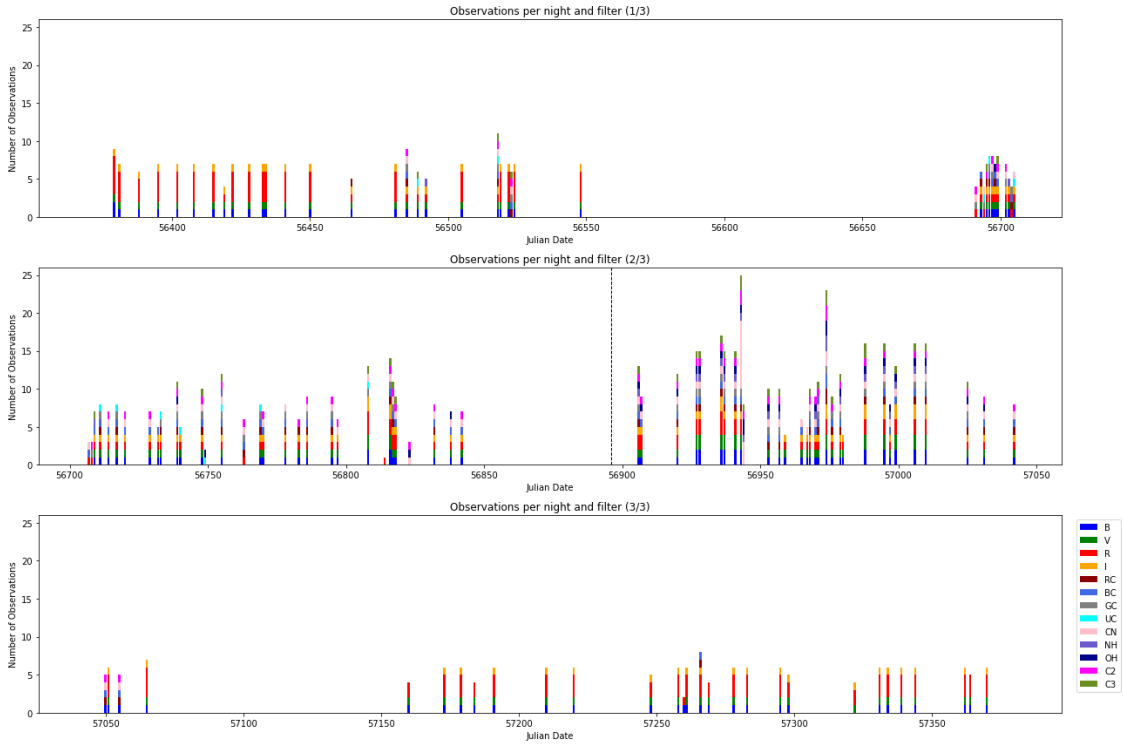 Observations per night and filter (1/3)
25
20
15
10
5
0
Number of Observations
56400 56450 56500 56550 56600 56650 56700
Julian Date
Observations per night and filter (2/3)
25
20
15
10
5
0
Number of Observations
56700 56750 56800 56850 56900 56950 57000 57050
Julian Date
Observations per night and filter (3/3)
25
20
15
10
5
0
Number of Observations
57050 57100 57150 57200 57250 57300 57350
Julian Date
B
V
R
I
RC
BC
GC
UC
CN
NH
OH
C2
C3